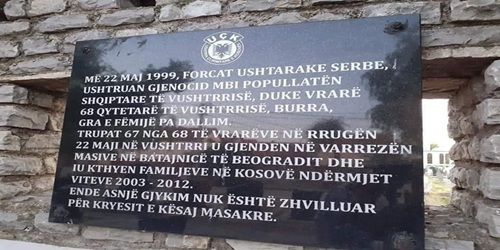 UÇK
MË 22 MAJ 1999, FORCAT USHTARAKE SERBE,
USHTRUAN GJENOCID MBI POPULLATËN
SHQIPTARE TË VUSHTRRISË, DUKE VRARË
68 QYTETARË TË VUSHTRRISË, BURRA,
GRA E FËMIJË PA DALLIM.
TRUPAT 67 NGA 68 TË VRARËVE NË RRUGËN
22 MAJI NË VUSHTRRI U GJENDEN NË VARREZËN
MASIVE NË BATAJNICË TË BEOGRADIT DHE
IU KTHYEN FAMILJEVE NË KOSOVË NDËRMJET
VITEVE 2003 - 2012.
ENDE ASNJË GJYKIM NUK ËSHTË ZHVILLUAR
PËR KRYESIT E KËSAJ MASAKRE.